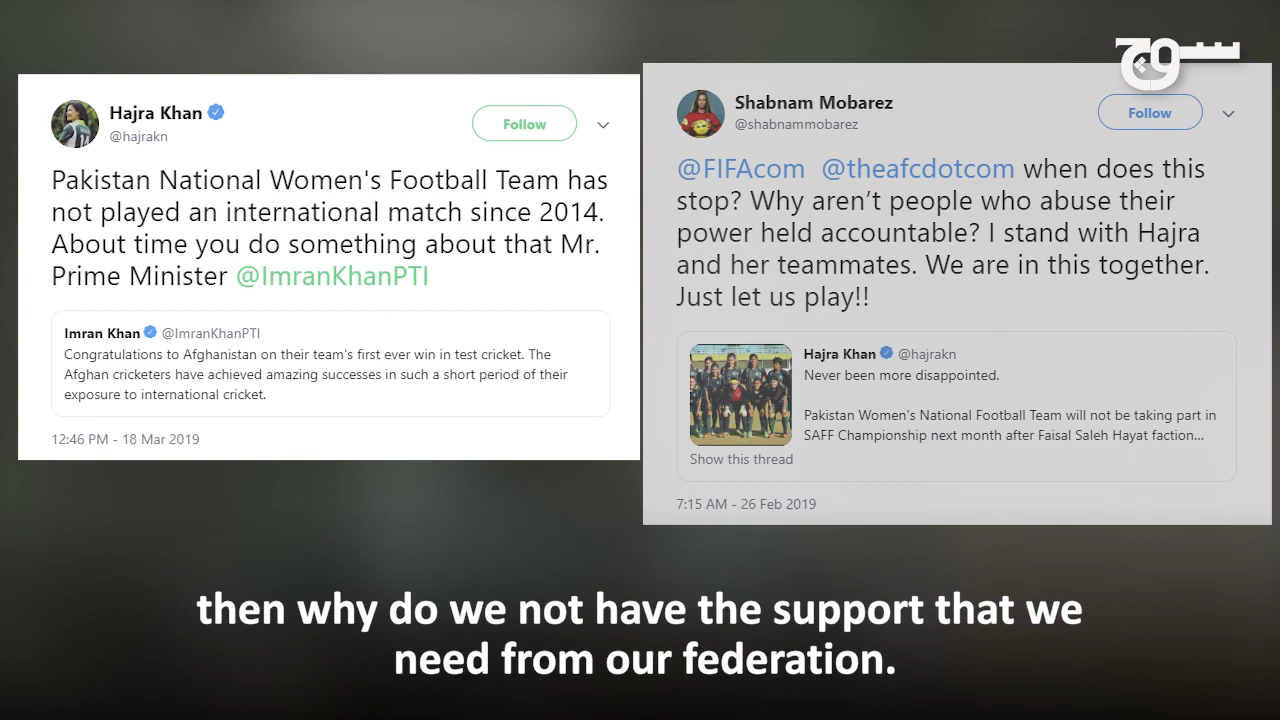 سوچ
Hajra Khan
@hajrakn
Follow
Pakistan National Women's Football Team has
not played an international match since 2014.
About time you do something about that Mr.
Prime Minister @ImranKhanPTI
Imran Khan @ImranKhanPTI
Congratulations to Afghanistan on their team's first ever win in test cricket. The
Afghan cricketers have achieved amazing successes in such a short period of their
exposure to international cricket.
12:46 PM - 18 Mar 2019
Shabnam Mobarez
@shabnammobarez
Follow
@FIFAcom @theafcdotcom when does this
stop? Why aren’t people who abuse their
power held accountable? I stand with Hajra
and her teammates. We are in this together.
Just let us play!!
Hajra Khan @hajrakn
Never been more disappointed.
Pakistan Women's National Football Team will not be taking part in
SAFF Championship next month after Faisal Saleh Hayat faction...
Show this thread
7:15 AM - 26 Feb 2019
then why do we not have the support that we
need from our federation.